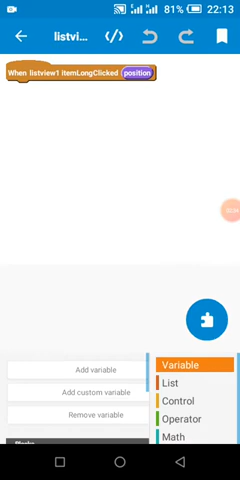 81% 22:13
listvi...
When listview1 itemLongClicked position
Add variable
Variable
List
Add custom variable
Control
Remove variable
Operator
Math